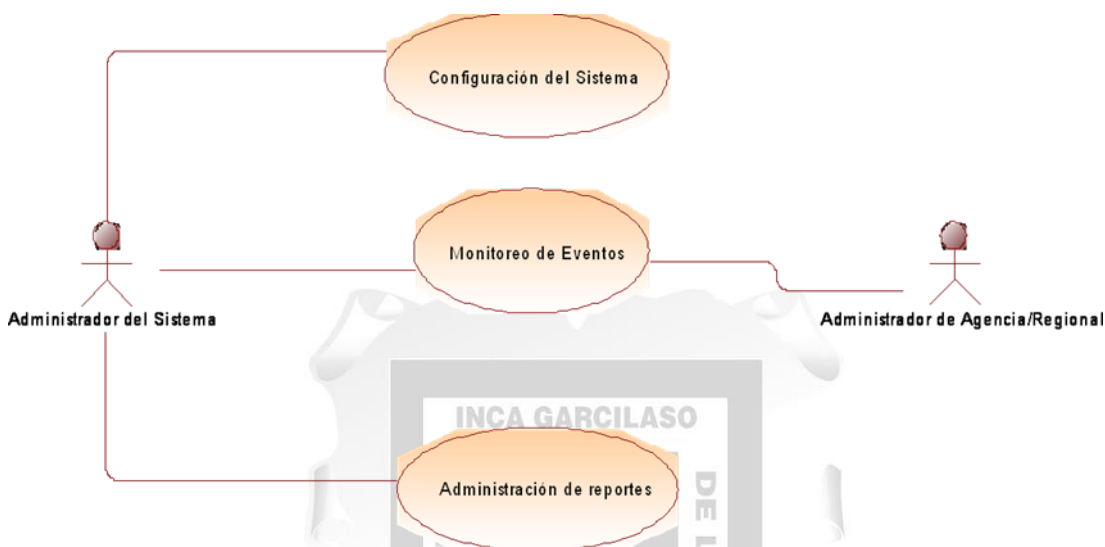 Configuración del Sistema
Monitoreo de Eventos
Administrador del Sistema
Administrador de Agencia/Regional
INCA GARCILASO
DE
Administración de reportes